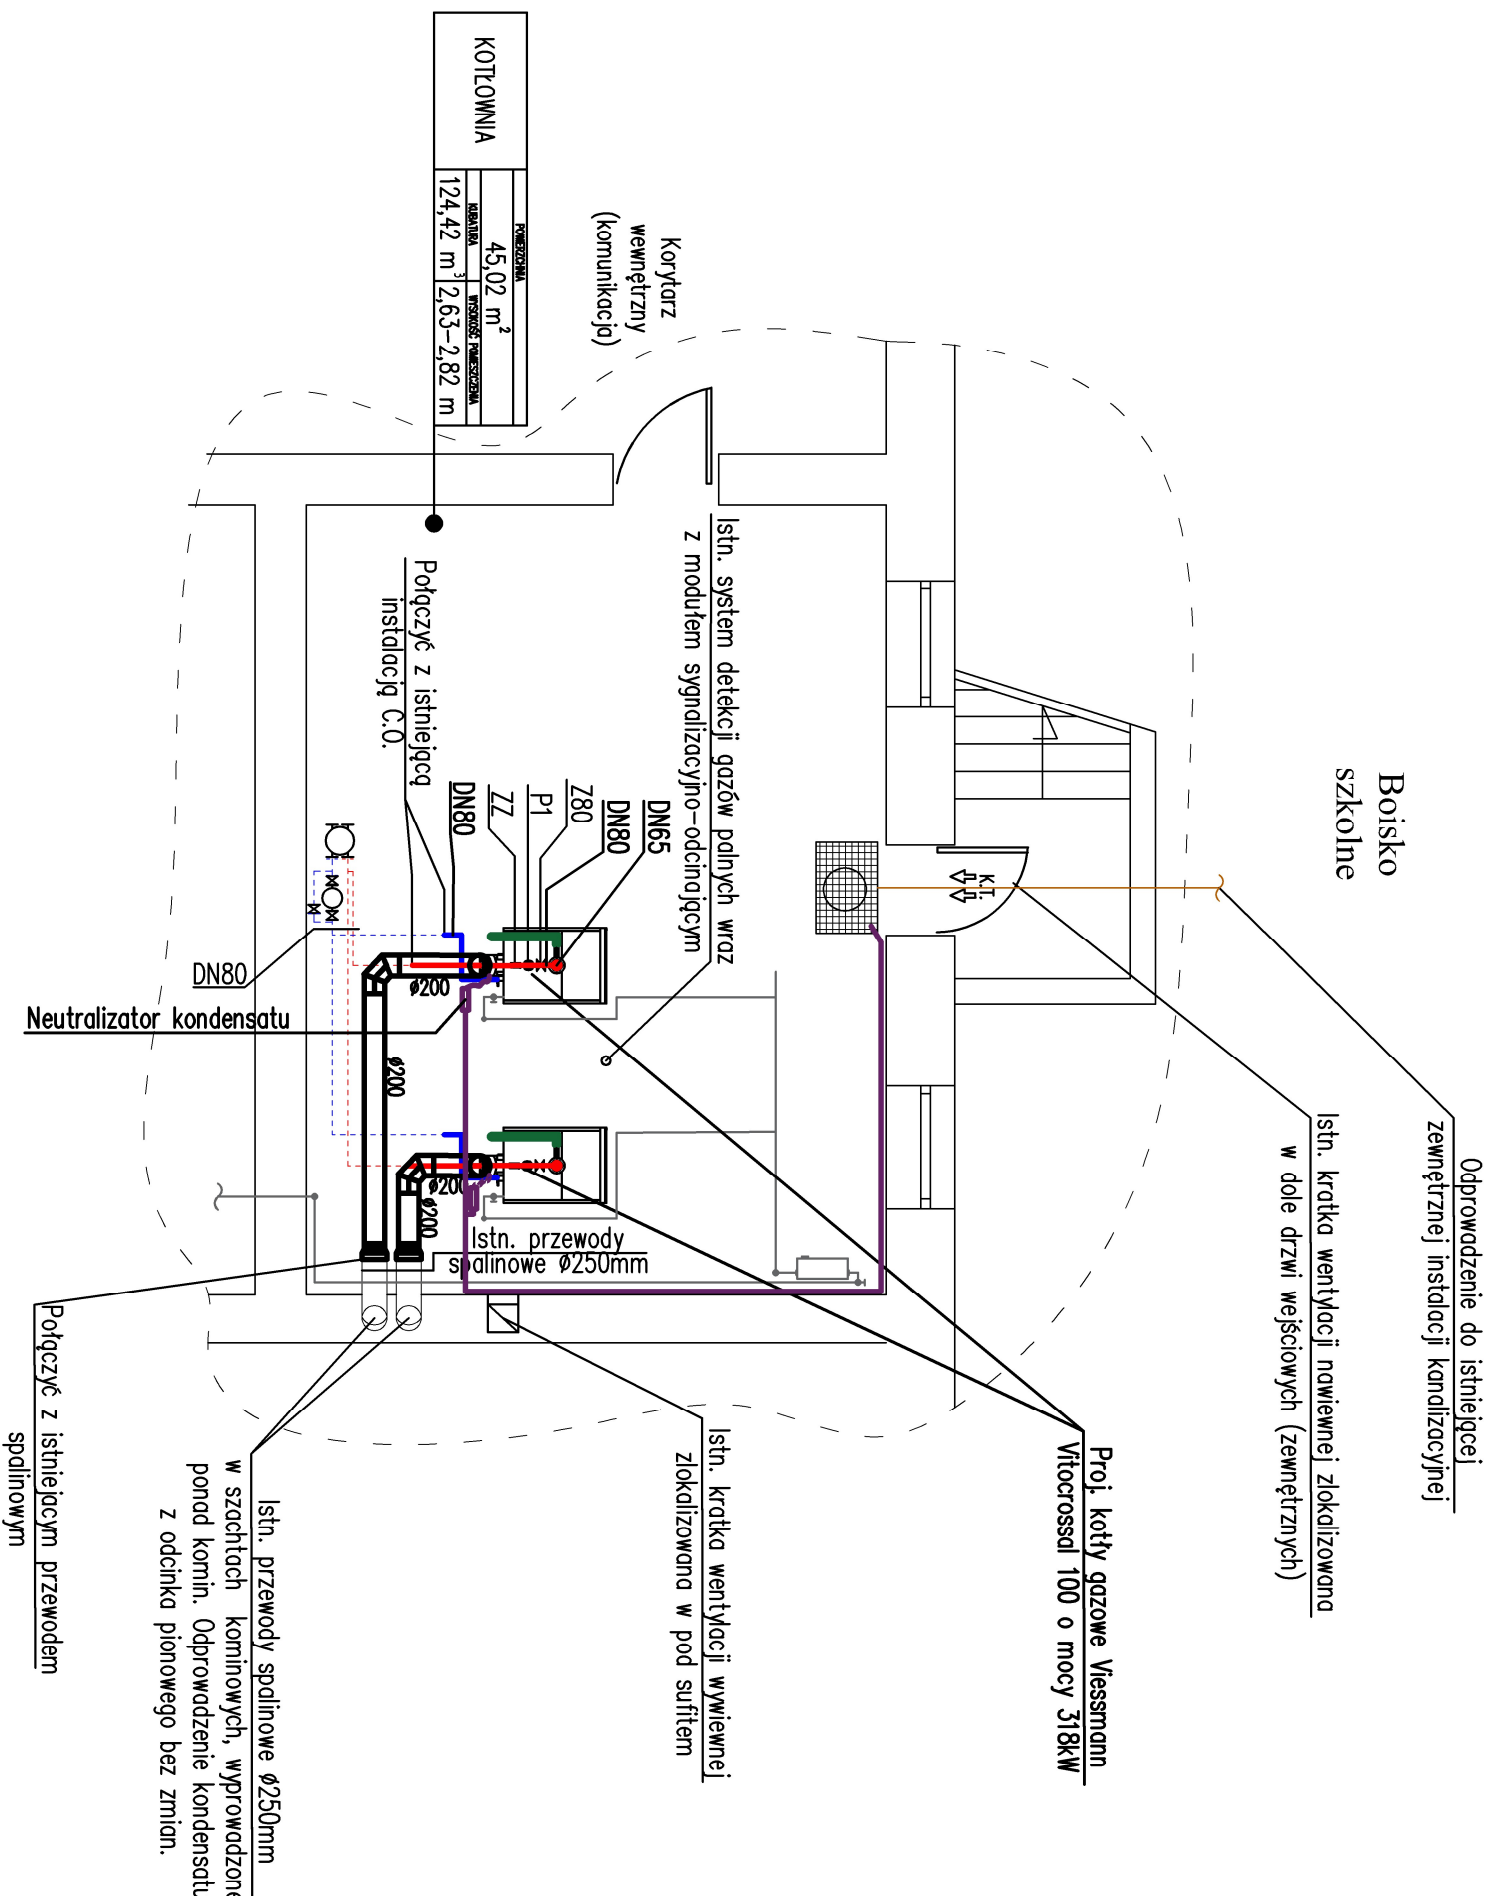 Boisko
szkolne
Odprowadzenie do istniejącej
zewnętrznej instalacji kanalizacyjnej
Istn. kratka wentylacji nawiewnej zlokalizowana
w dole drzwi wejściowych (zewnętrznych)
Proj. kotły gazowe Viessmann
Vitocrossal 100 o mocy 318kW
K.T.
Korytarz
wewnętrzny
(komunikacja)
Istn. system detekcji gazów palnych wraz
z modułem sygnalizacyjno-odcinającym
Istn. kratka wentylacji wywiewnej
zlokalizowana w pod sufitem
KOTŁOWNIA
POWIERZCHNIA
45,02 m²
KUBATURA
WYSOKOŚĆ POMIESZCZENIA
124,42 m³
2,63-2,82 m
DN65
DN80
Z80
P1
ZZ
DN80
Połączyć z istniejącą
instalacją C.O.
Istn. przewody
spalinowe ø250mm
ø200
ø200
ø200
ø200
DN80
Neutralizator kondensatu
Istn. przewody spalinowe ø250mm
w szachtach kominowych, wyprowadzone
ponad komin. Odprowadzenie kondensatu
z odcinka pionowego bez zmian.
Połączyć z istniejącym przewodem
spalinowym